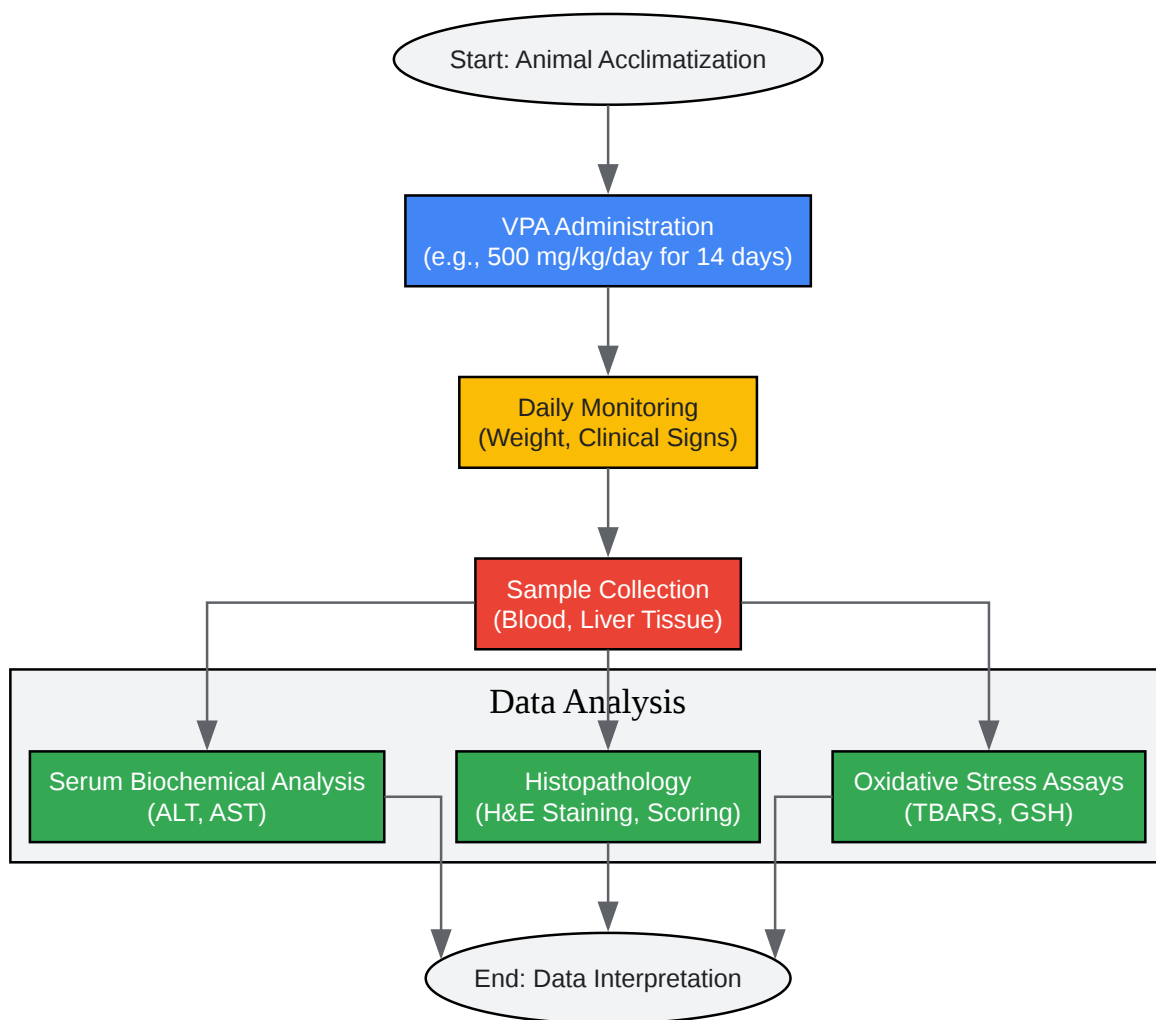 Start: Animal Acclimatization
VPA Administration
(e.g., 500 mg/kg/day for 14 days)
Daily Monitoring
(Weight, Clinical Signs)
Sample Collection
(Blood, Liver Tissue)
Data Analysis
Serum Biochemical Analysis
(ALT, AST)
Histopathology
(H&E Staining, Scoring)
Oxidative Stress Assays
(TBARS, GSH)
End: Data Interpretation